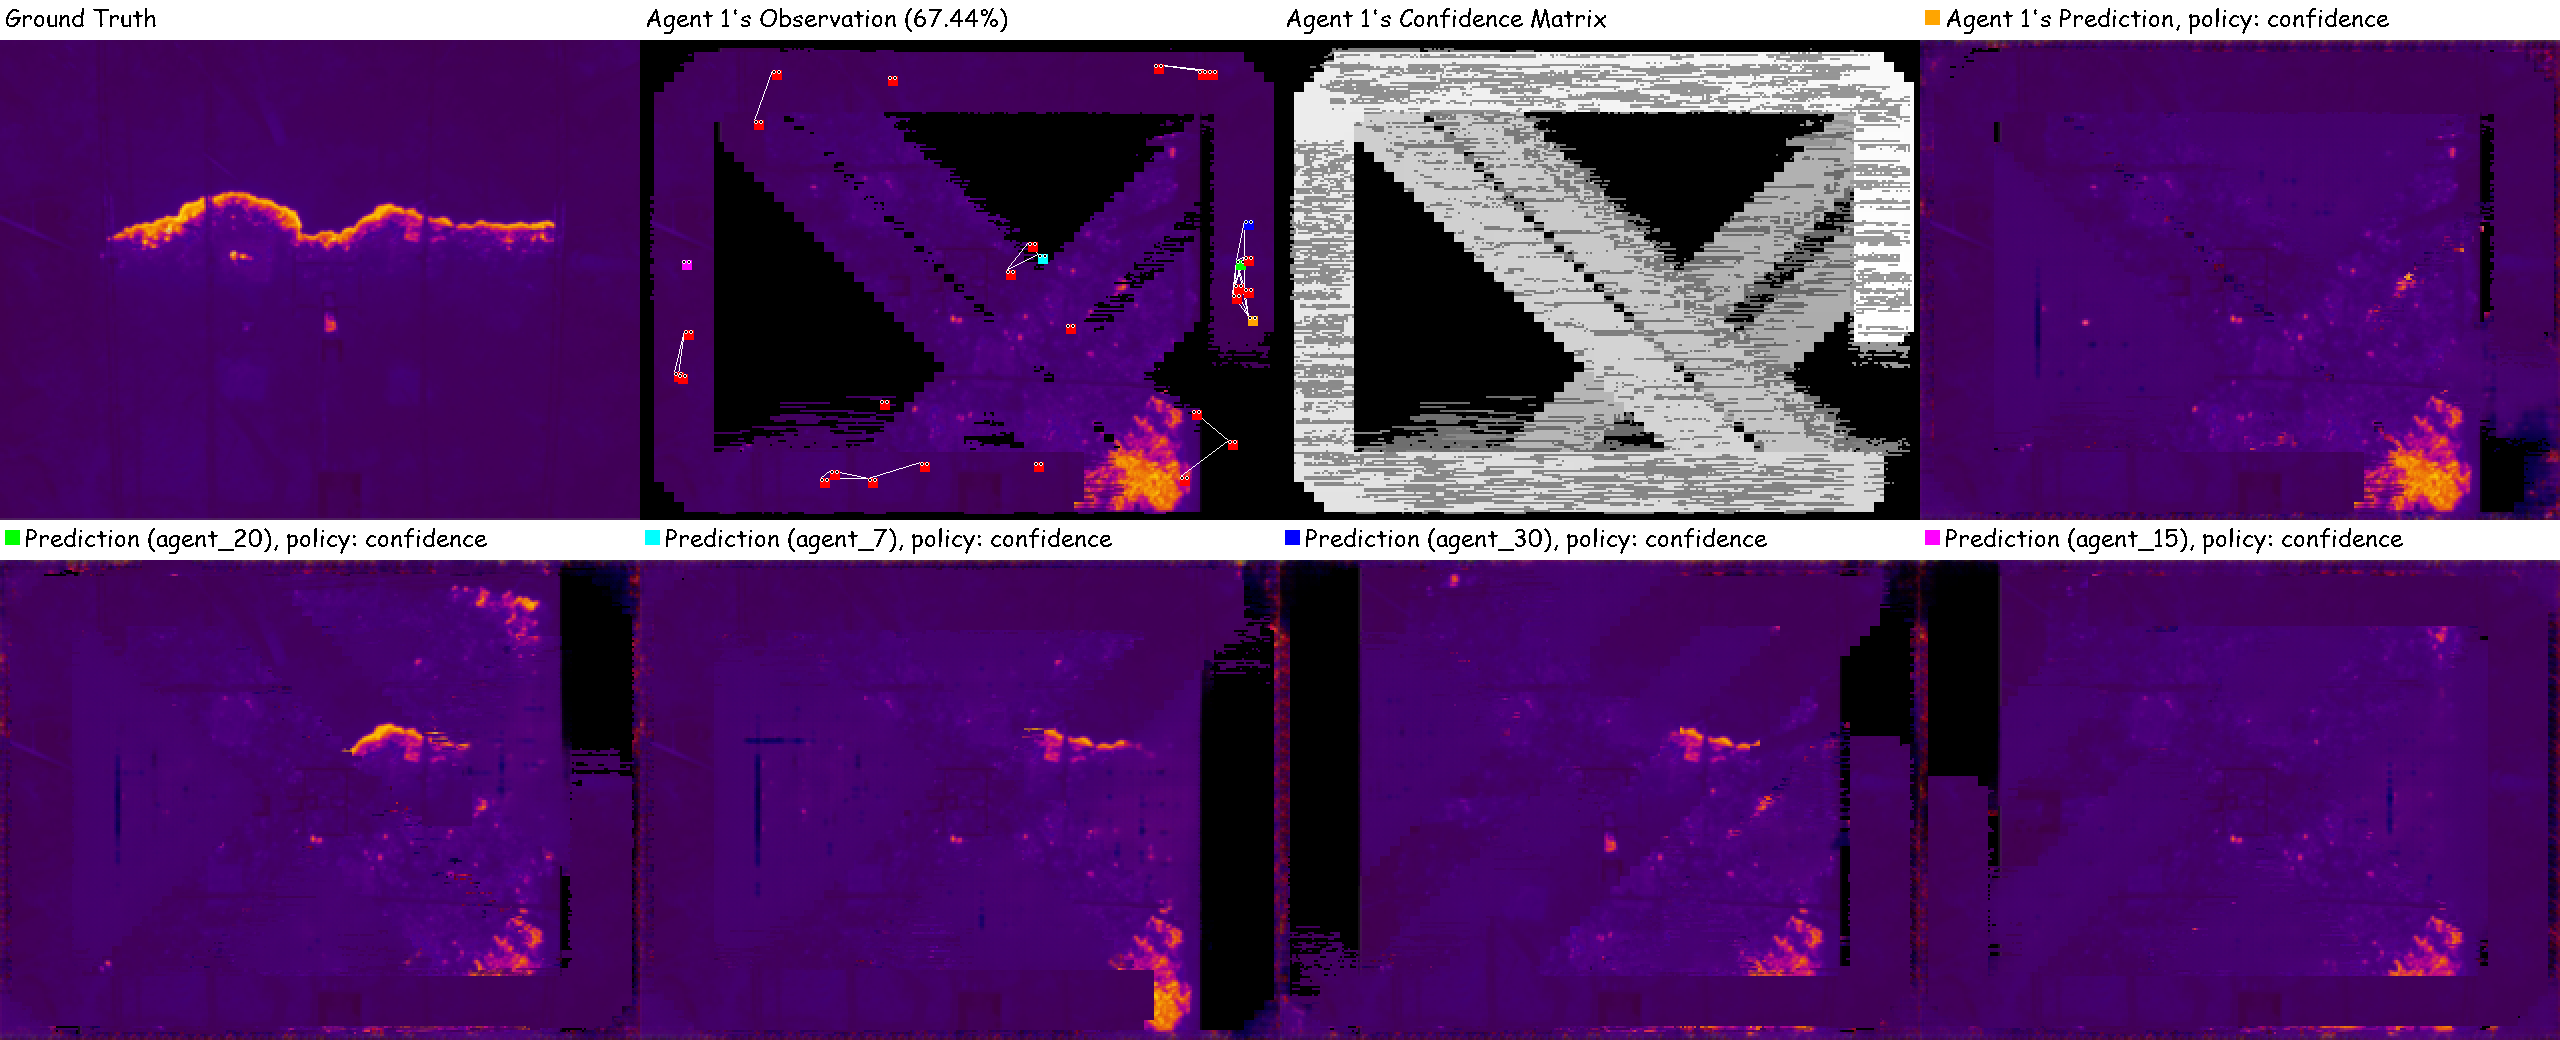 Ground Truth
Agent 1's Observation (67.44%)
Agent 1's Confidence Matrix
Agent 1's Prediction, policy: confidence
Prediction (agent_20), policy: confidence
Prediction (agent_7), policy: confidence
Prediction (agent_30), policy: confidence
Prediction (agent_15), policy: confidence